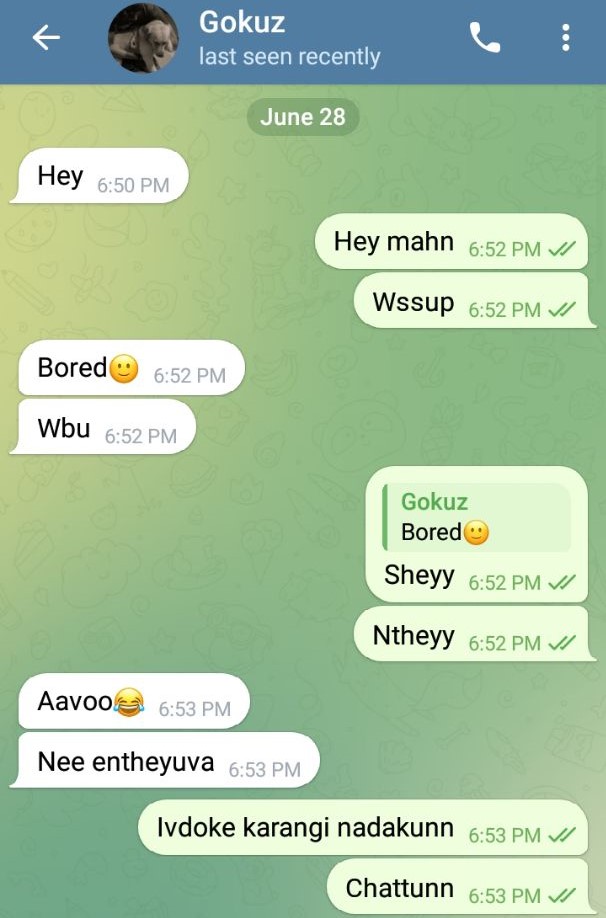 Gokuz
last seen recently
June 28
Hey 6:50 PM
Hey mahn 6:52 PM
Wssup 6:52 PM
Bored🙂 6:52 PM
Wbu 6:52 PM
Gokuz
Bored🙂
Sheyy 6:52 PM
Ntheyy 6:52 PM
Aavoo😂 6:53 PM
Nee entheyuva 6:53 PM
Ivdoke karangi nadakunn 6:53 PM
Chattunn 6:53 PM